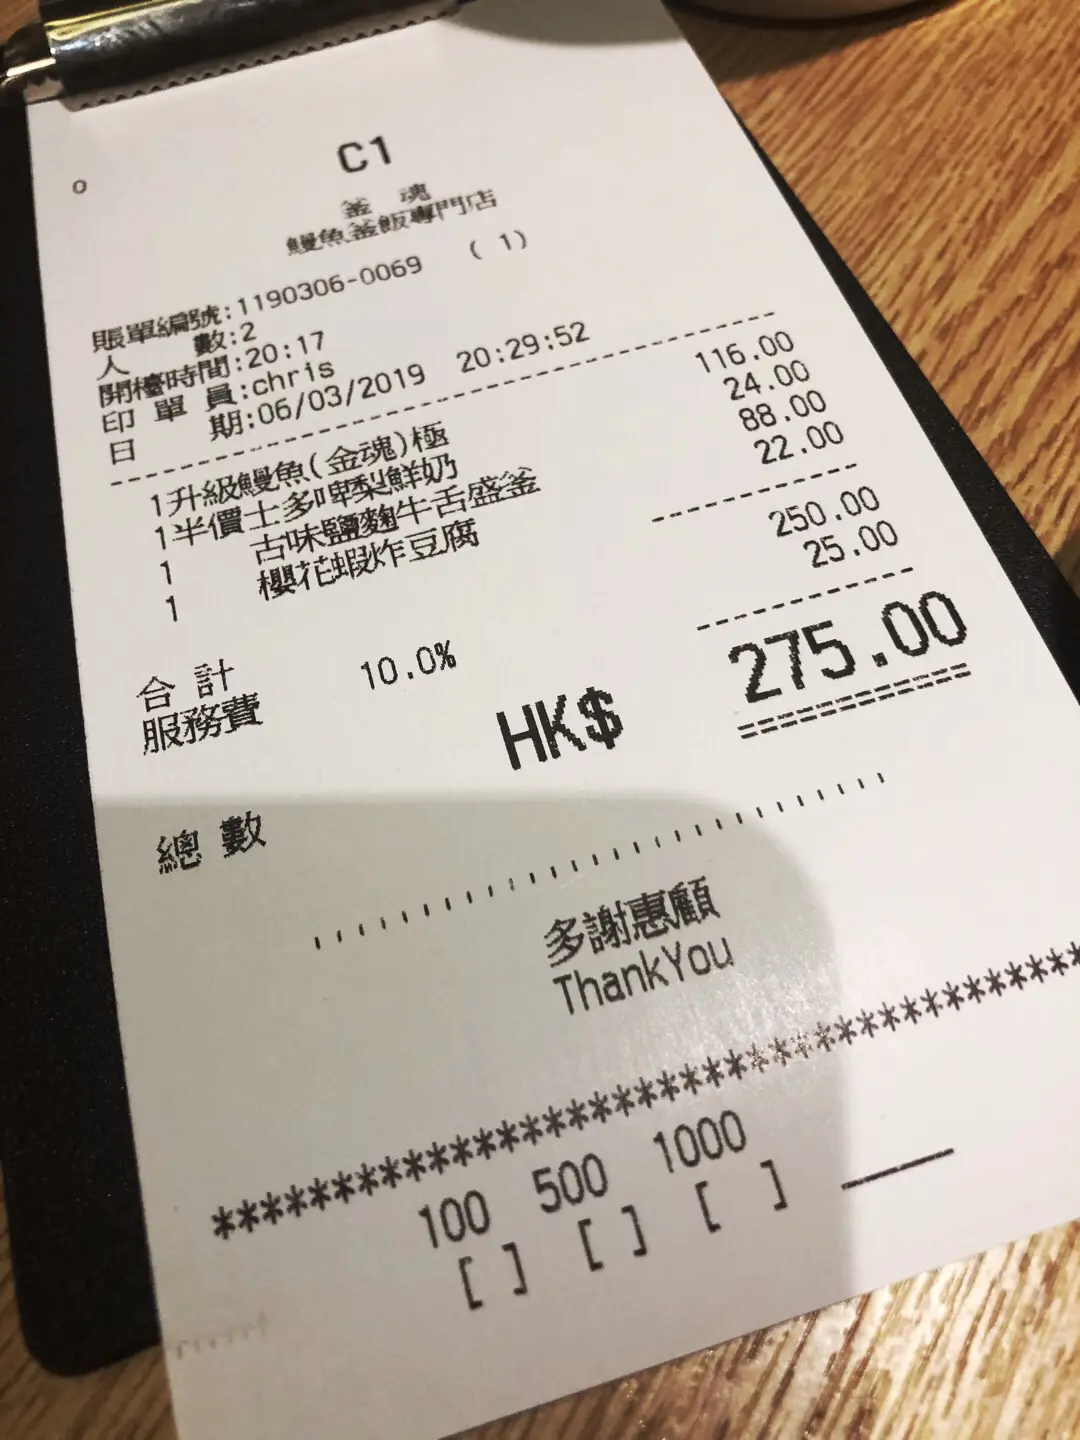 C1
釜 魂
鰻魚釜飯專門店
賬單編號:1190306-0069 ( 1)
人 數:2
開檯時間:20:17
印單員:chris
日 期:06/03/2019 20:29:52
1升級鰻魚(金魂)極 116.00
1半價士多啤梨鮮奶 24.00
1 古味鹽麴牛舌盛釜 88.00
1 櫻花蝦炸豆腐 22.00
合 計 250.00
服務費 10.0% 25.00
總 數 HK$ 275.00
多謝惠顧
ThankYou
************************************
100 500 1000
[ ] [ ] [ ] ____